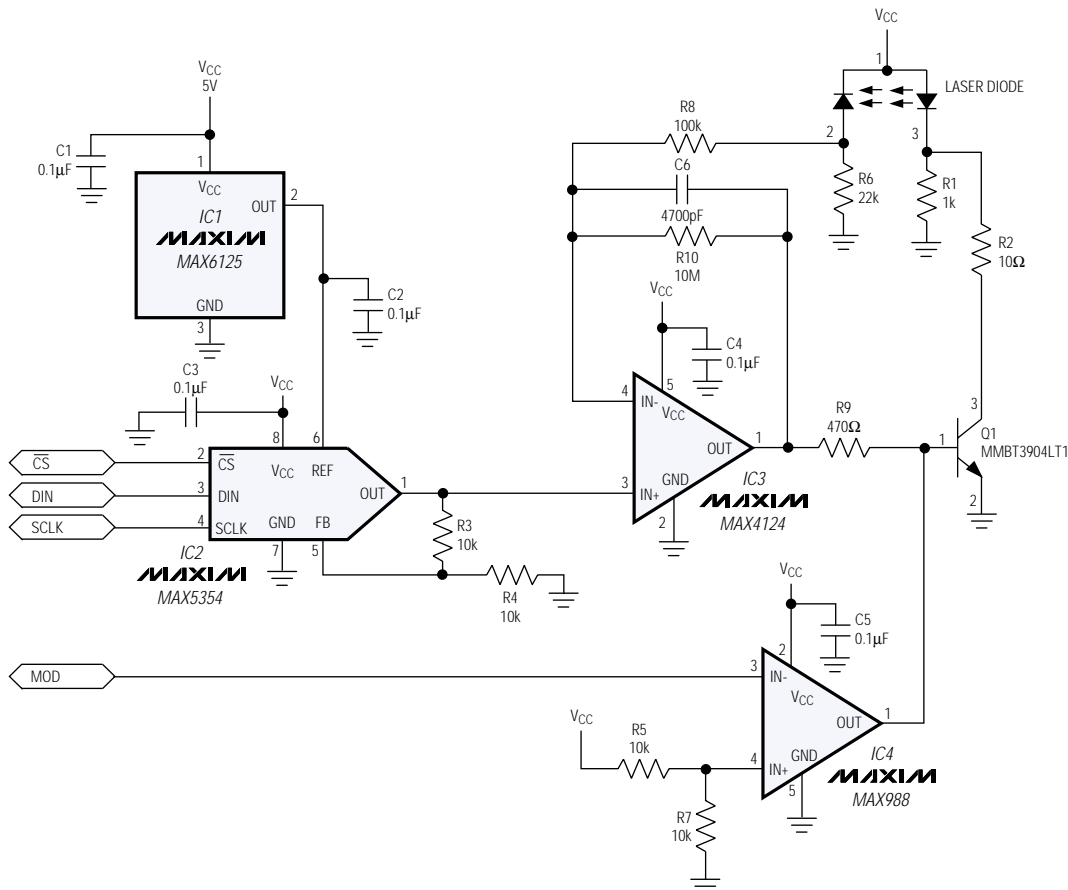 VCC
5V
C1
0.1µF
1
VCC
IC1
MAXIM
MAX6125
OUT
2
GND
3
C2
0.1µF
C3
0.1µF
VCC
8
6
CS
2
CS
VCC
REF
DIN
3
DIN
OUT
1
SCLK
4
SCLK
GND
FB
7
5
IC2
MAXIM
MAX5354
R3
10k
R4
10k
VCC
1
LASER DIODE
2
3
R8
100k
C6
4700pF
R10
10M
R6
22k
R1
1k
R2
10Ω
VCC
C4
0.1µF
4
IN-
5
VCC
OUT
1
3
IN+
GND
2
IC3
MAXIM
MAX4124
R9
470Ω
1
3
Q1
MMBT3904LT1
2
VCC
C5
0.1µF
2
MOD
3
IN-
VCC
OUT
1
VCC
R5
10k
4
IN+
GND
5
IC4
MAXIM
MAX988
R7
10k